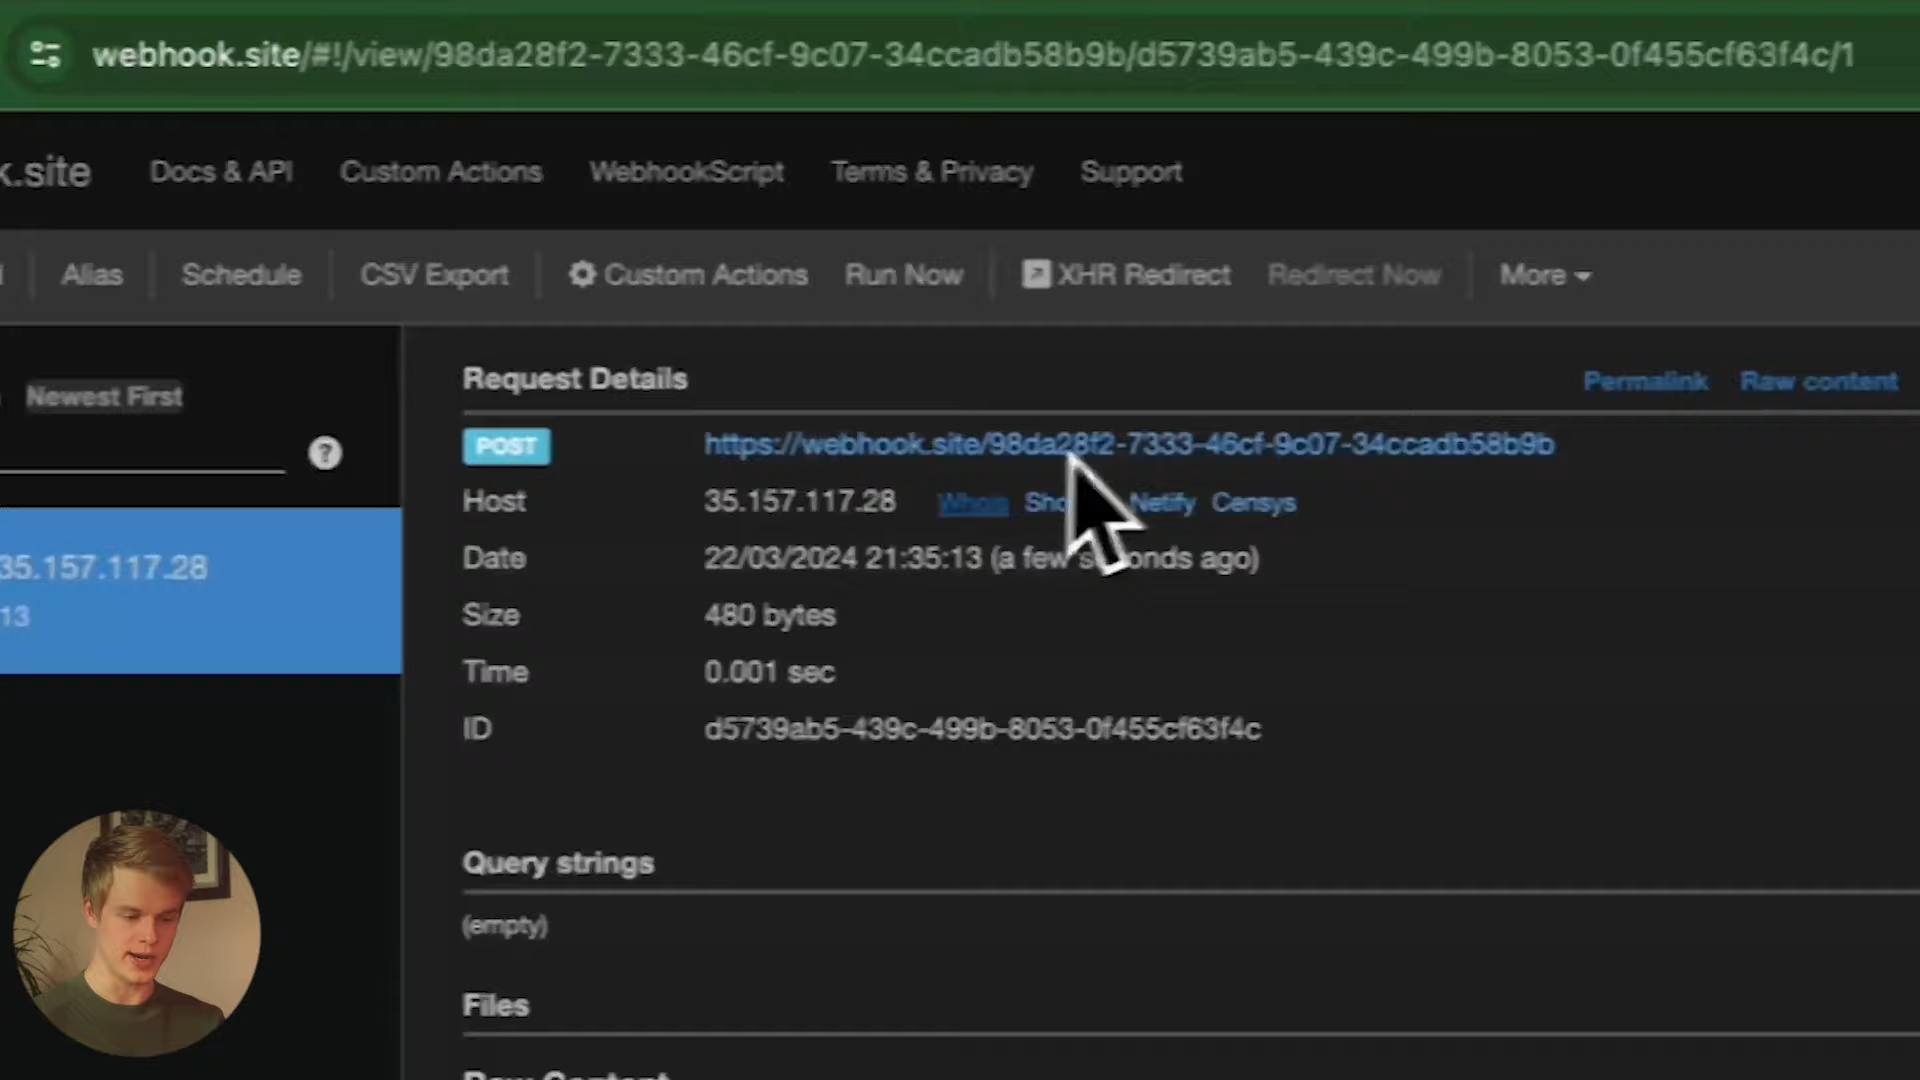 webhook.site/#!/view/98da28f2-7333-46cf-9c07-34ccadb58b9b/d5739ab5-439c-499b-8053-0f455cf63f4c/1
k.site Docs & API Custom Actions WebhookScript Terms & Privacy Support
Alias Schedule CSV Export Custom Actions Run Now XHR Redirect Redirect Now More
Newest First
?
35.157.117.28
13
Request Details Permalink Raw content
POST https://webhook.site/98da28f2-7333-46cf-9c07-34ccadb58b9b
Host 35.157.117.28 Whois Sho Netify Censys
Date 22/03/2024 21:35:13 (a few s onds ago)
Size 480 bytes
Time 0.001 sec
ID d5739ab5-439c-499b-8053-0f455cf63f4c
Query strings
(empty)
Files
Raw Content